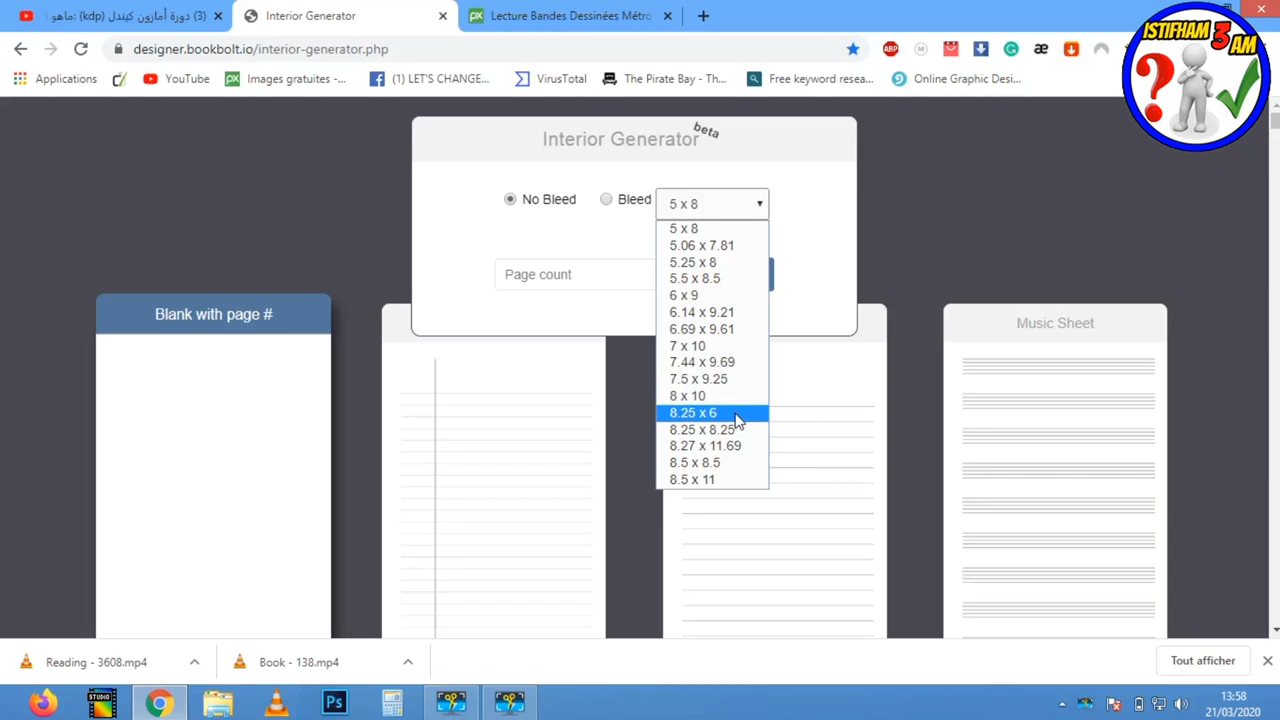 (3) دورة أمازون كيندل (kdp) :ماهو
Interior Generator
Lecture Bandes Dessinées Métro
designer.bookbolt.io/interior-generator.php
Applications
YouTube
Images gratuites -...
(1) LET'S CHANGE...
VirusTotal
The Pirate Bay - Th...
Free keyword resea...
Online Graphic Desi...
ISTIFHAM 3 AM
Interior Generator beta
No Bleed
Bleed
5 x 8
5 x 8
5.06 x 7.81
5.25 x 8
5.5 x 8.5
6 x 9
6.14 x 9.21
6.69 x 9.61
7 x 10
7.44 x 9.69
7.5 x 9.25
8 x 10
8.25 x 6
8.25 x 8.25
8.27 x 11.69
8.5 x 8.5
8.5 x 11
Page count
Blank with page #
Music Sheet
Reading - 3608.mp4
Book - 138.mp4
Tout afficher
STUDIO
Ps
13:58
21/03/2020